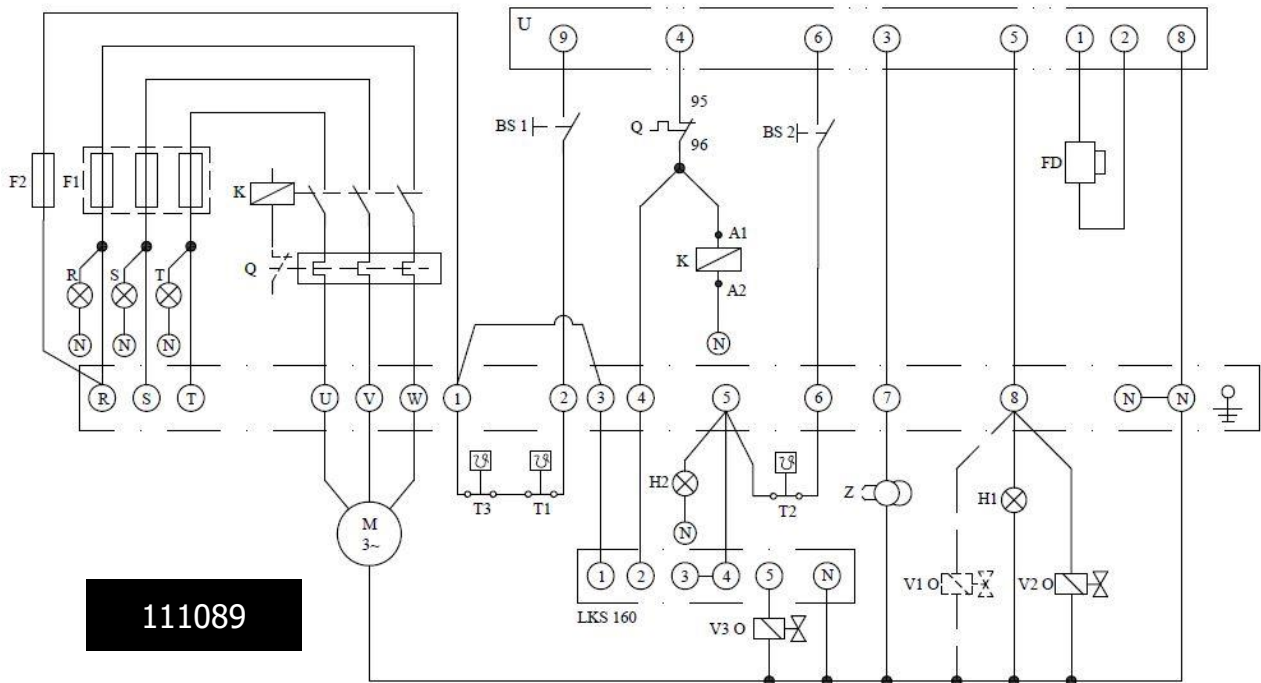 U
9 4 6 3 5 1 2 8
95
BS 1 Q BS 2
96
F2 F1 K FD
A1
K
Q A2
R S T
N N N N
R S T U V W 1 2 3 4 5 6 7 8 N N
H2 Z H1
T3 T1 T2
M
3~
N
1 2 3 4 5 N
V1 O V2 O
LKS 160
V3 O
111089